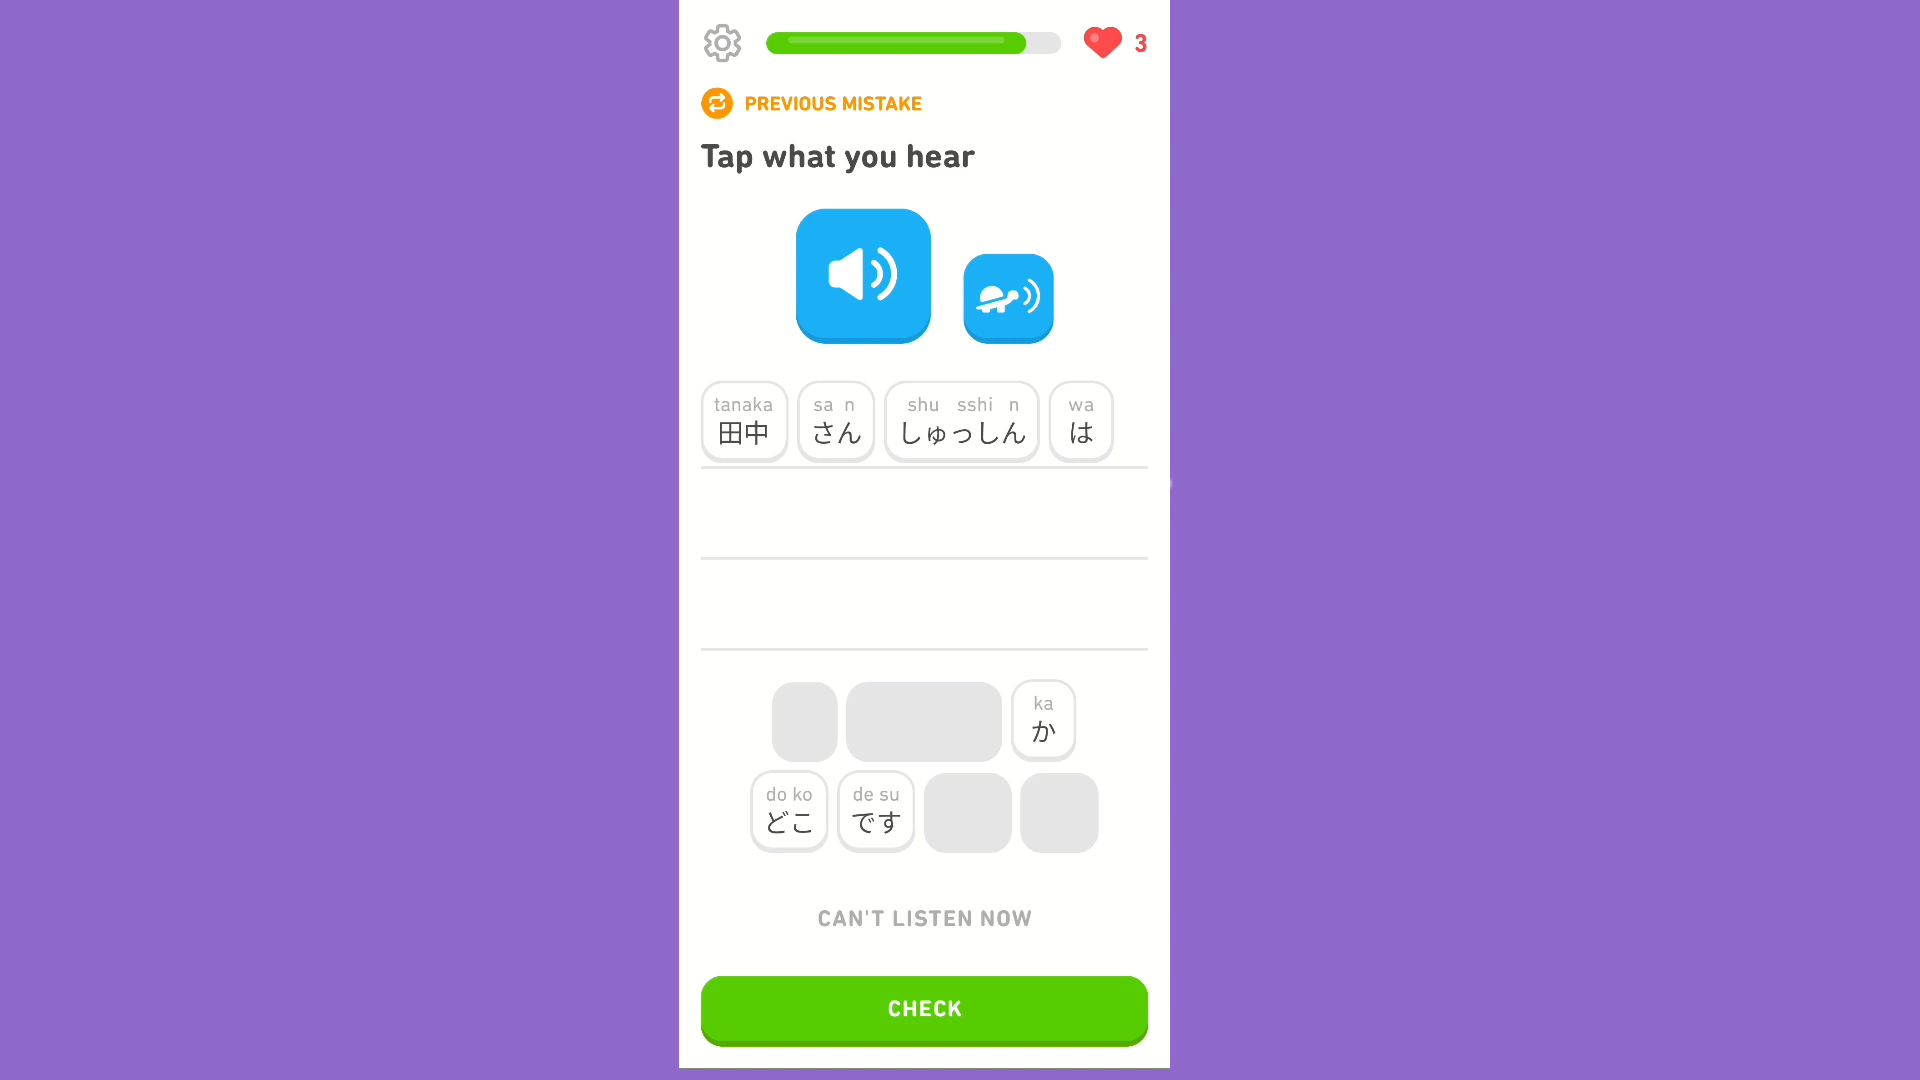 3
PREVIOUS MISTAKE
Tap what you hear
tanaka sa n shu sshi n wa
田中 さん しゅっしん は
ka
か
do ko de su
どこ です
CAN'T LISTEN NOW
CHECK